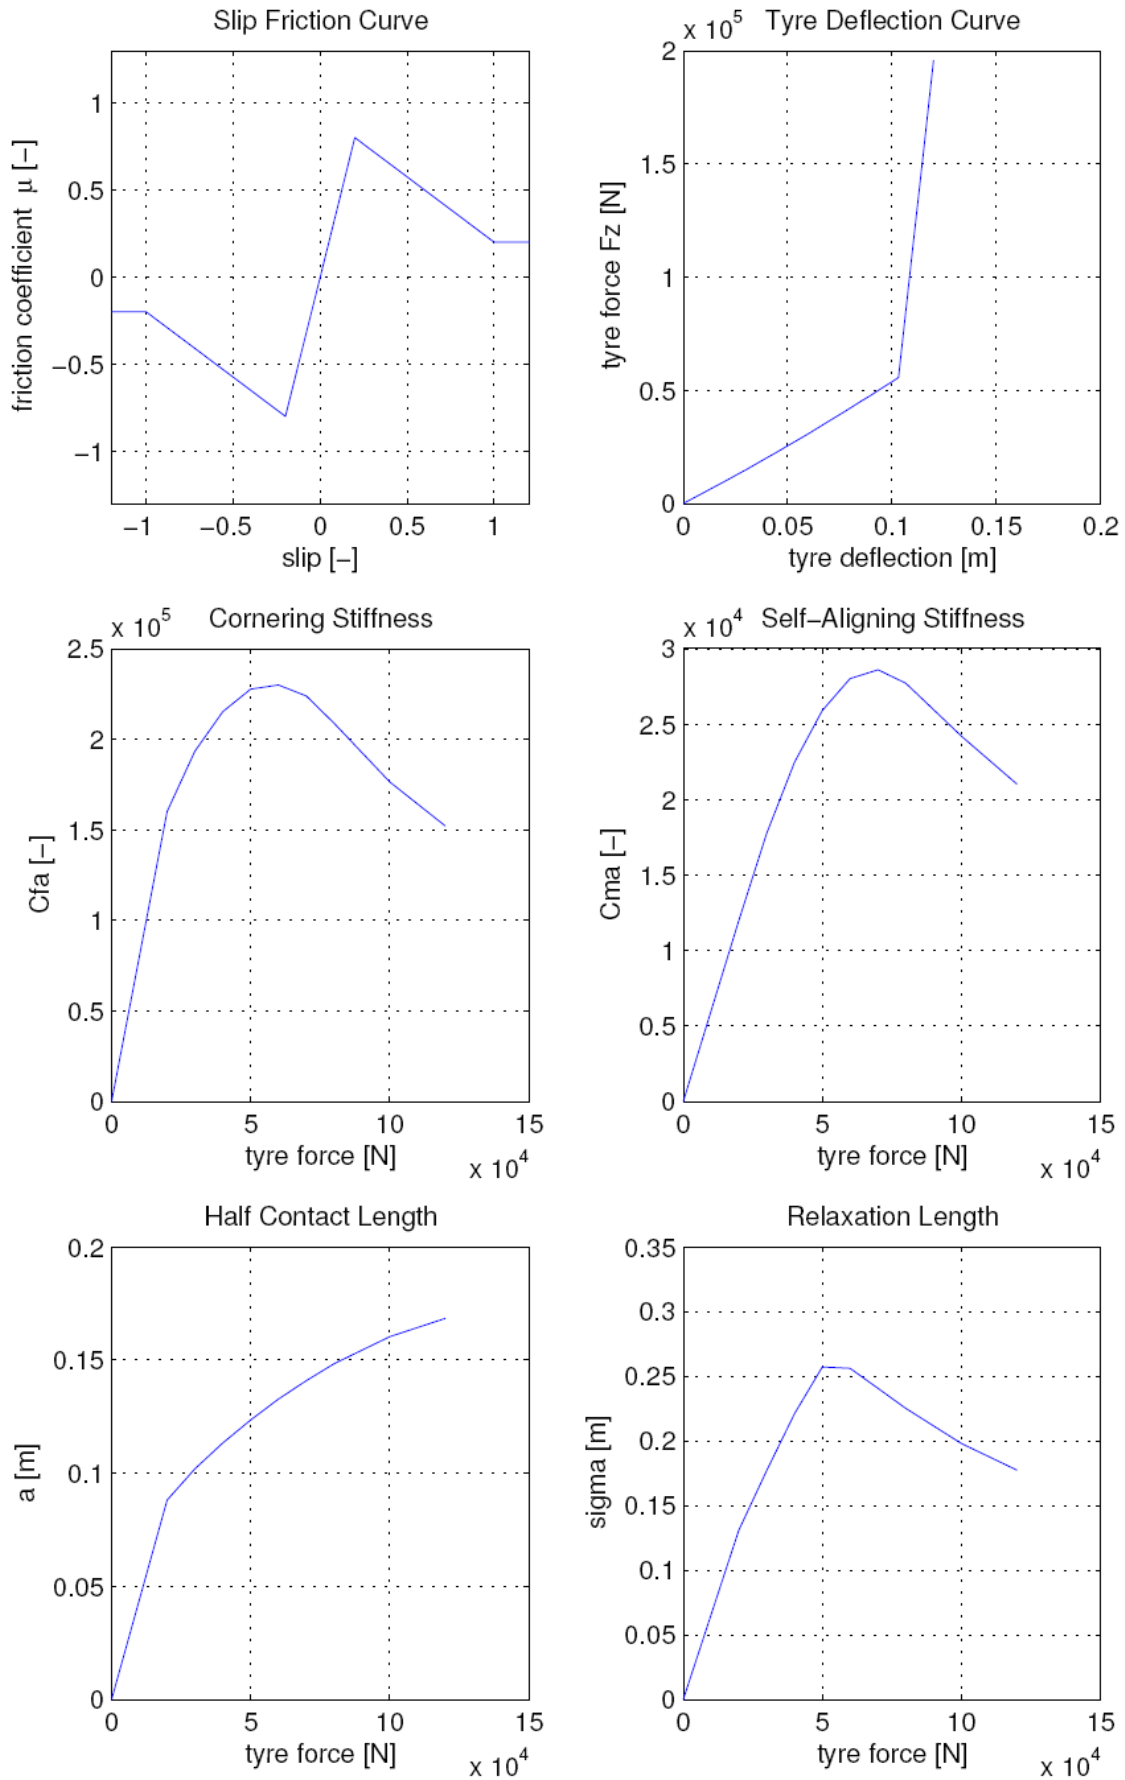 Slip Friction Curve
1
0.5
0
−0.5
−1
friction coefficient μ [−]
−1
−0.5
0
0.5
1
slip [−]
x 10^5 Tyre Deflection Curve
2
1.5
1
0.5
0
tyre force Fz [N]
0
0.05
0.1
0.15
0.2
tyre deflection [m]
x 10^5 Cornering Stiffness
2.5
2
1.5
1
0.5
0
Cfa [−]
0
5
10
15
tyre force [N]
x 10^4
x 10^4 Self−Aligning Stiffness
3
2.5
2
1.5
1
0.5
0
Cma [−]
0
5
10
15
tyre force [N]
x 10^4
Half Contact Length
0.2
0.15
0.1
0.05
0
a [m]
0
5
10
15
tyre force [N]
x 10^4
Relaxation Length
0.35
0.3
0.25
0.2
0.15
0.1
0.05
0
sigma [m]
0
5
10
15
tyre force [N]
x 10^4